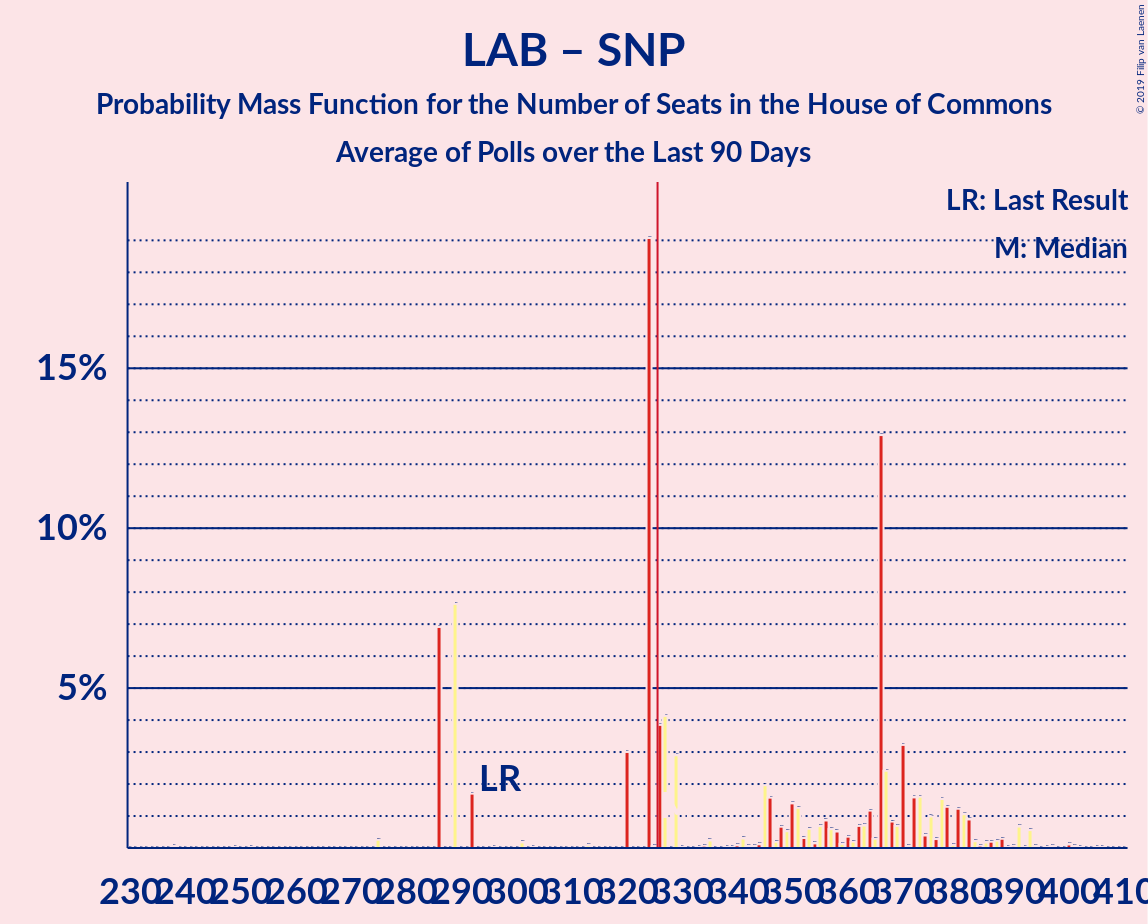 LAB – SNP
Probability Mass Function for the Number of Seats in the House of Commons
Average of Polls over the Last 90 Days
© 2019 Filip van Laenen
LR: Last Result
M: Median
15%
10%
5%
LR
230 240 250 260 270 280 290 300 310 320 330 340 350 360 370 380 390 400 410